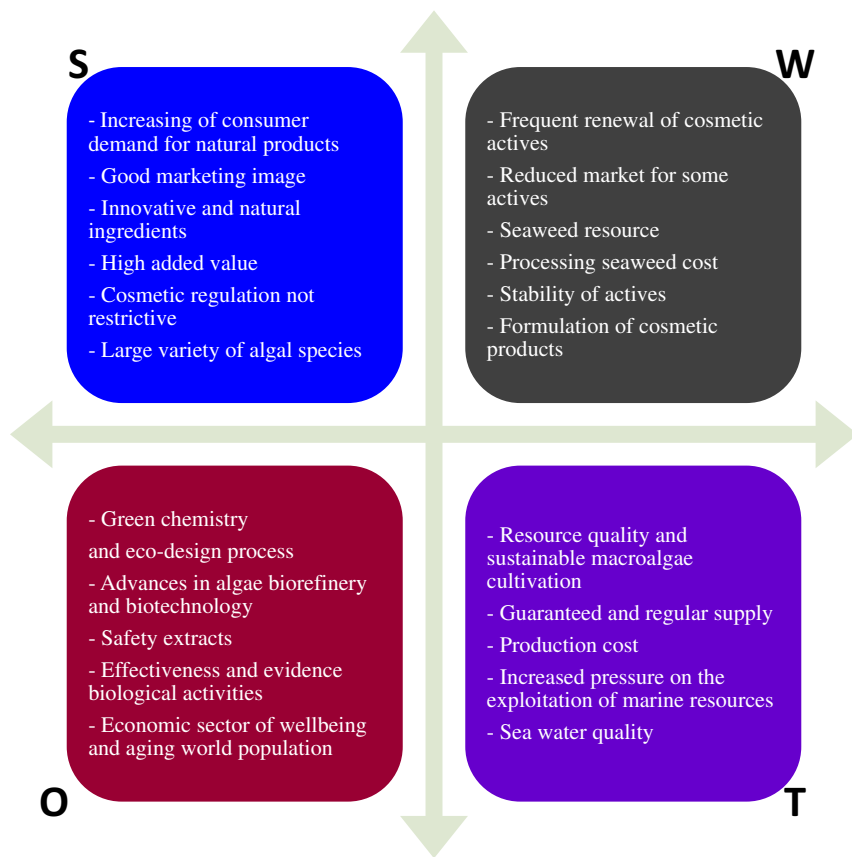 S
- Increasing of consumer
demand for natural products
- Good marketing image
- Innovative and natural
ingredients
- High added value
- Cosmetic regulation not
restrictive
- Large variety of algal species
W
- Frequent renewal of cosmetic
actives
- Reduced market for some
actives
- Seaweed resource
- Processing seaweed cost
- Stability of actives
- Formulation of cosmetic
products
- Green chemistry
and eco-design process
- Advances in algae biorefinery
and biotechnology
- Safety extracts
- Effectiveness and evidence
biological activities
- Economic sector of wellbeing
and aging world population
O
- Resource quality and
sustainable macroalgae
cultivation
- Guaranteed and regular supply
- Production cost
- Increased pressure on the
exploitation of marine resources
- Sea water quality
T